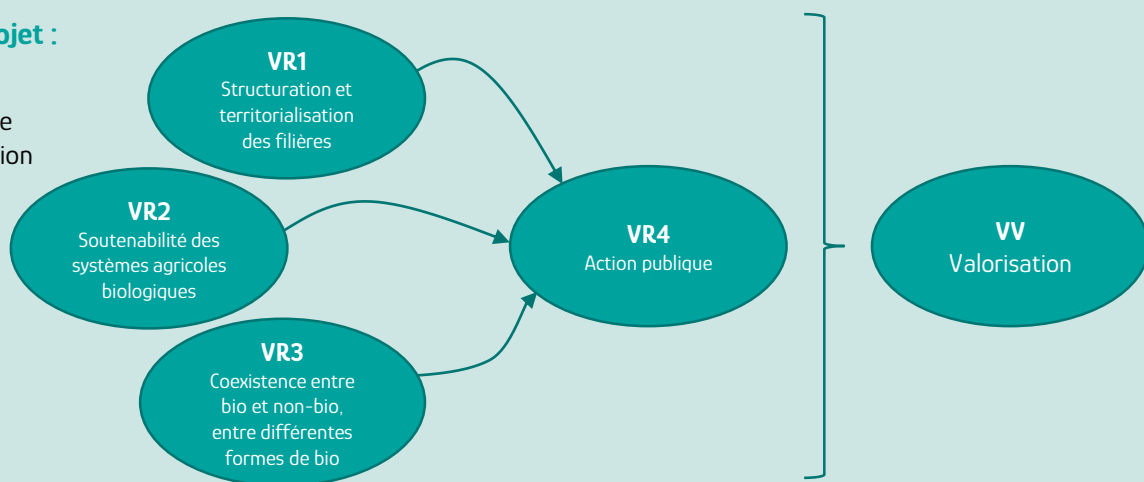 ojet :
e
ion
VR1
Structuration et
territorialisation
des filières
VR2
Soutenabilité des
systèmes agricoles
biologiques
VR3
Coexistence entre
bio et non-bio,
entre différentes
formes de bio
VR4
Action publique
VV
Valorisation